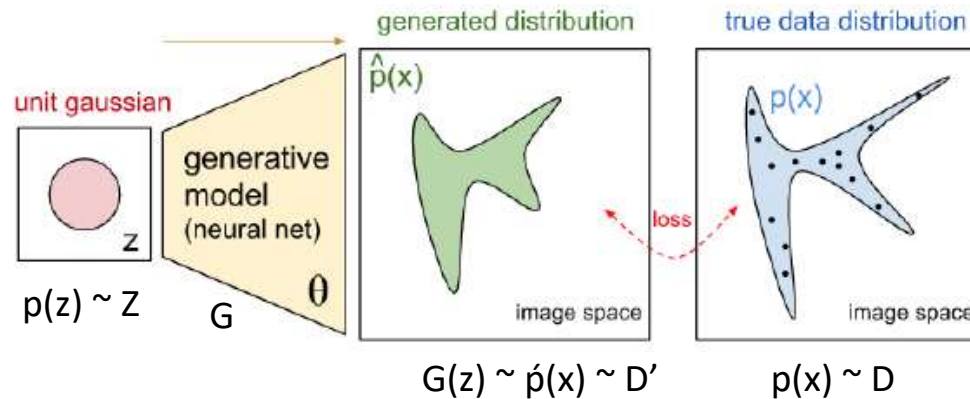 generated distribution
true data distribution
p̂(x)
unit gaussian
p(x)
generative
model
(neural net)
loss
z
θ
image space
image space
p(z) ~ Z
G
G(z) ~ ṕ(x) ~ D’
p(x) ~ D